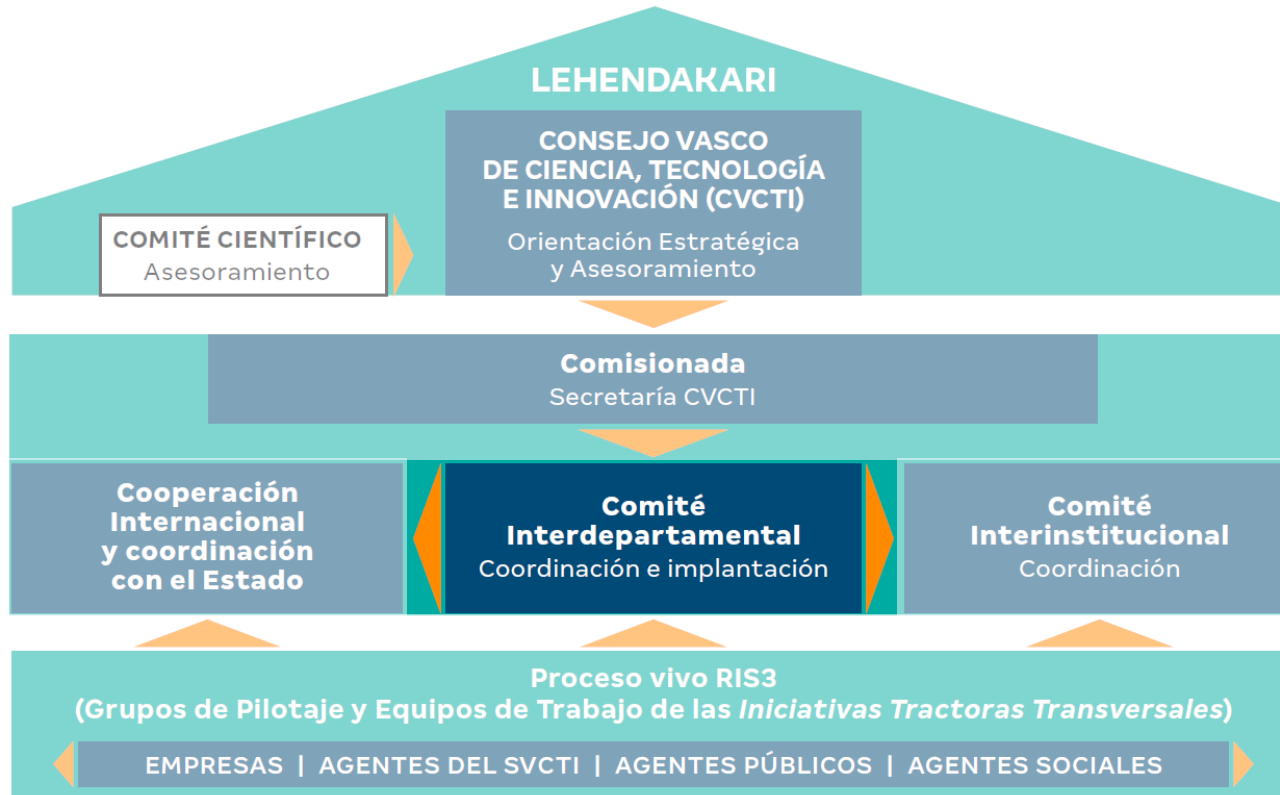 LEHENDAKARI
CONSEJO VASCO
DE CIENCIA, TECNOLOGÍA
E INNOVACIÓN (CVCTI)
Orientación Estratégica
y Asesoramiento
COMITÉ CIENTÍFICO
Asesoramiento
Comisionada
Secretaría CVCTI
Cooperación
Internacional
y coordinación
con el Estado
Comité
Interdepartamental
Coordinación e implantación
Comité
Interinstitucional
Coordinación
Proceso vivo RIS3
(Grupos de Pilotaje y Equipos de Trabajo de las Iniciativas Tractoras Transversales)
EMPRESAS | AGENTES DEL SVCTI | AGENTES PÚBLICOS | AGENTES SOCIALES